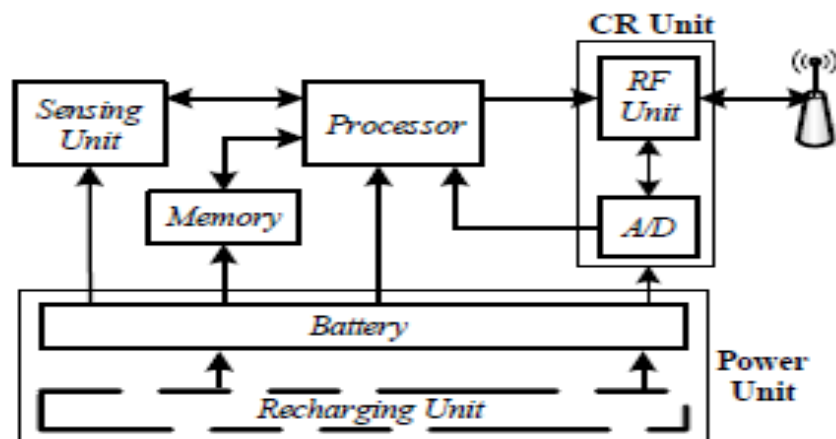 CR Unit
Sensing
Unit
Processor
RF
Unit
Memory
A/D
Battery
Power
Unit
Recharging Unit